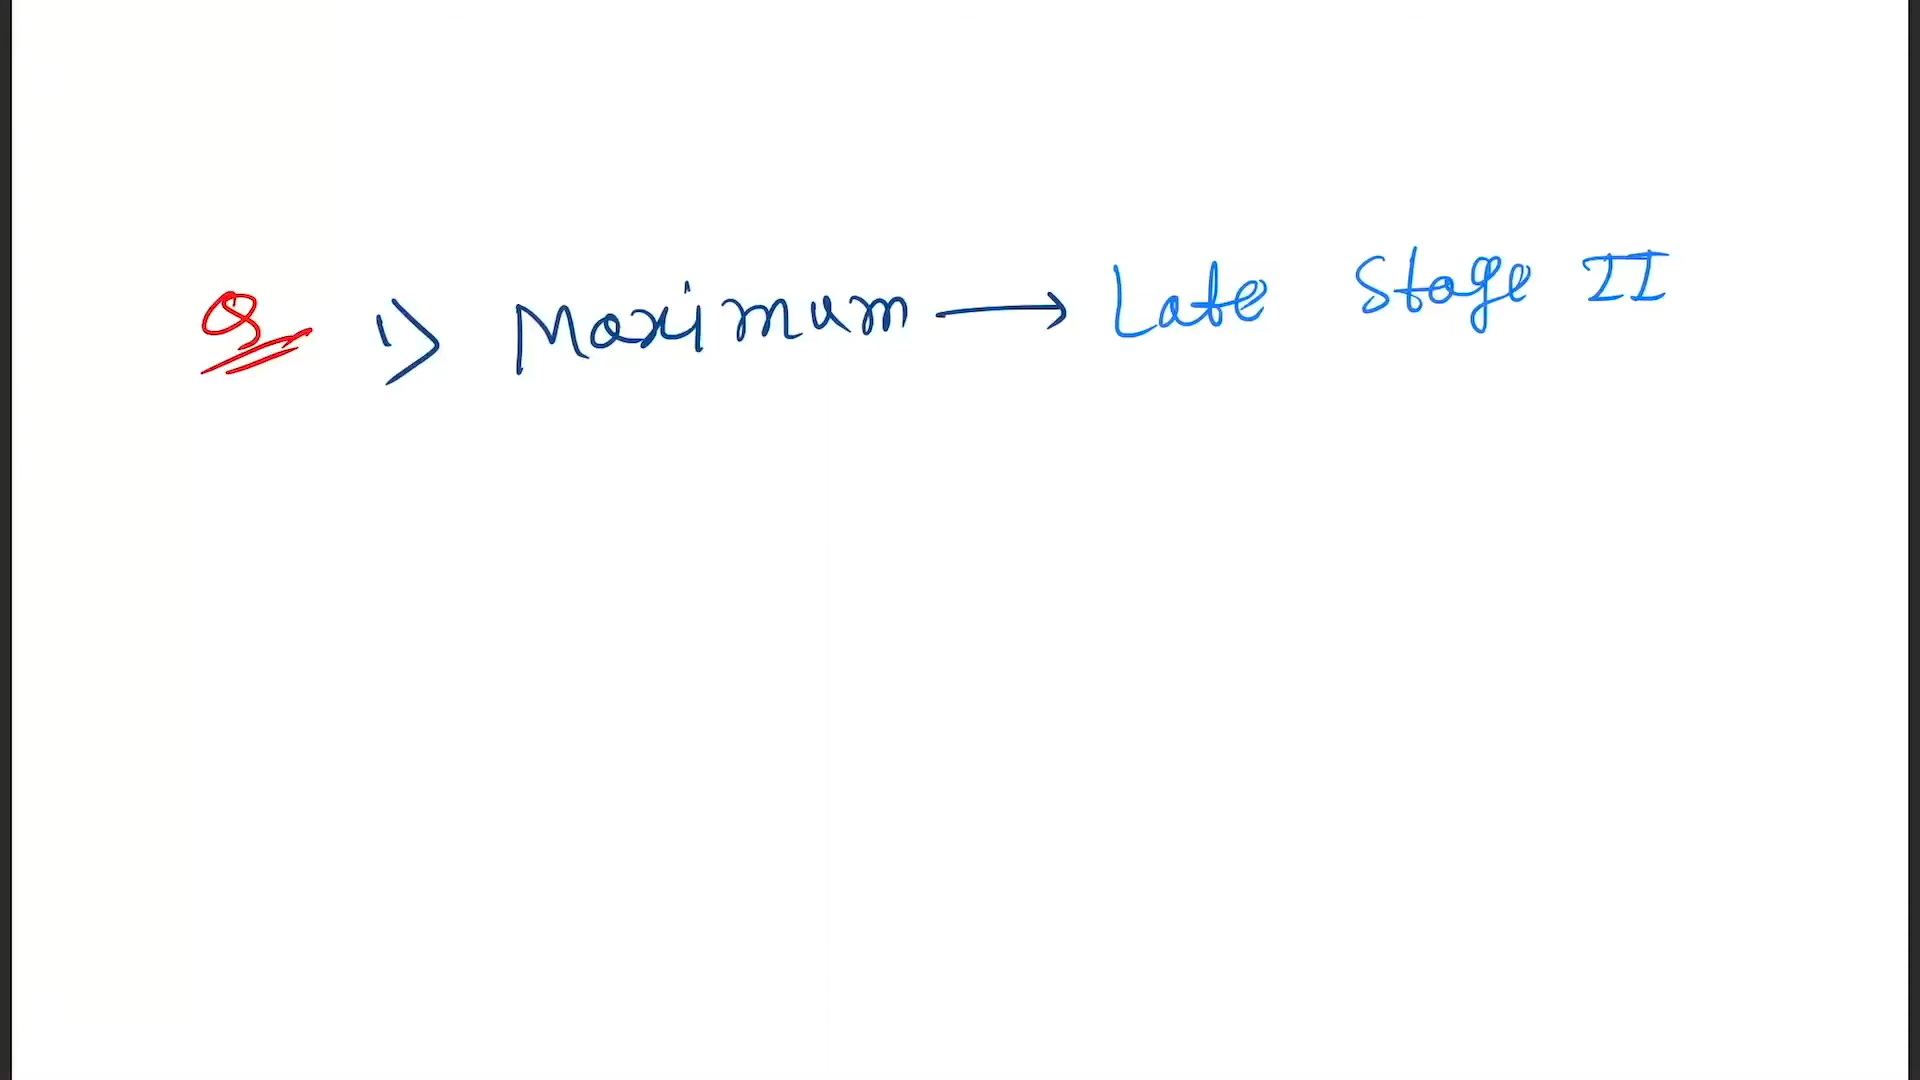 Q 1) Maximum → Late Stage II